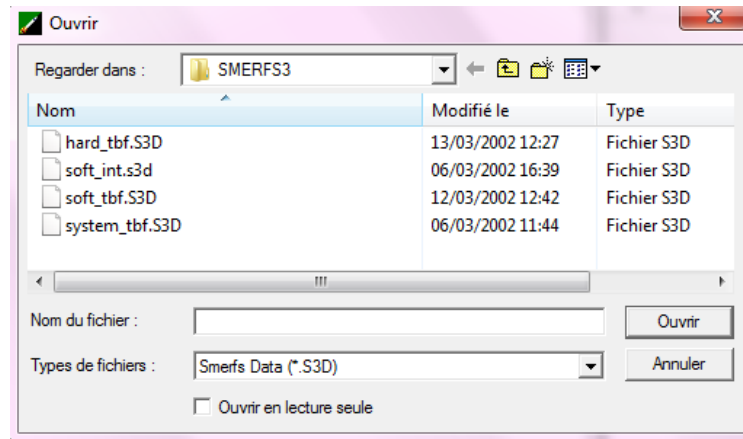 Ouvrir
Regarder dans : SMERFS3
Nom Modifié le Type
hard_tbf.S3D 13/03/2002 12:27 Fichier S3D
soft_int.s3d 06/03/2002 16:39 Fichier S3D
soft_tbf.S3D 12/03/2002 12:42 Fichier S3D
system_tbf.S3D 06/03/2002 11:44 Fichier S3D
Nom du fichier : Ouvrir
Types de fichiers : Smerfs Data (*.S3D) Annuler
Ouvrir en lecture seule